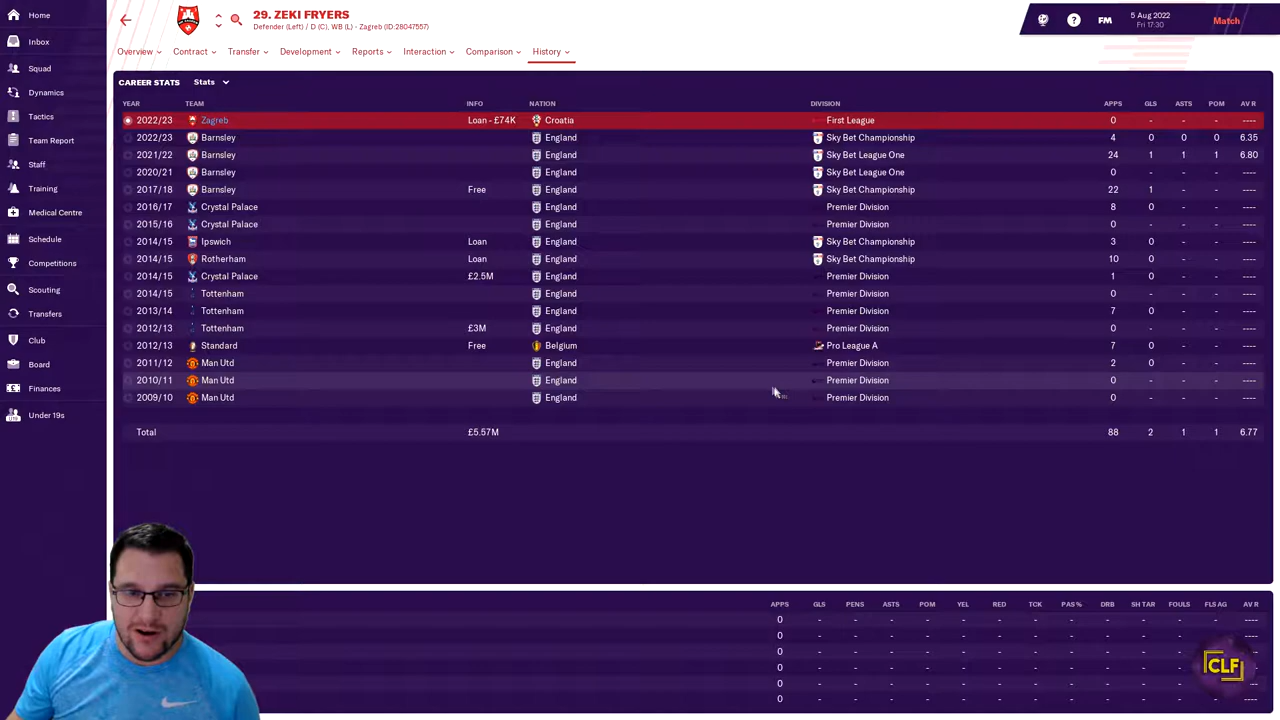 Home
Inbox
Squad
Dynamics
Tactics
Team Report
Staff
Training
Medical Centre
Schedule
Competitions
Scouting
Transfers
Club
Board
Finances
Under 19s
29. ZEKI FRYERS
Defender (Left) / D (C), WB (L) - Zagreb (ID:28047557)
? FM 5 Aug 2022
Fri 17:30
Match
Overview Contract Transfer Development Reports Interaction Comparison History
CAREER STATS Stats
YEAR TEAM INFO NATION DIVISION APPS GLS ASTS POM AV R
2022/23 Zagreb Loan - £74K Croatia First League 0 - - - ----
2022/23 Barnsley England Sky Bet Championship 4 0 0 0 6.35
2021/22 Barnsley England Sky Bet League One 24 1 1 1 6.80
2020/21 Barnsley England Sky Bet League One 0 - - - ----
2017/18 Barnsley Free England Sky Bet Championship 22 1 - - ----
2016/17 Crystal Palace England Premier Division 8 0 - - ----
2015/16 Crystal Palace England Premier Division 0 - - - ----
2014/15 Ipswich Loan England Sky Bet Championship 3 0 - - ----
2014/15 Rotherham Loan England Sky Bet Championship 10 0 - - ----
2014/15 Crystal Palace £2.5M England Premier Division 1 0 - - ----
2014/15 Tottenham England Premier Division 0 - - - ----
2013/14 Tottenham England Premier Division 7 0 - - ----
2012/13 Tottenham £3M England Premier Division 0 - - - ----
2012/13 Standard Free Belgium Pro League A 7 0 - - ----
2011/12 Man Utd England Premier Division 2 0 - - ----
2010/11 Man Utd England Premier Division 0 - - - ----
2009/10 Man Utd England Premier Division 0 - - - ----
Total £5.57M 88 2 1 1 6.77
APPS GLS PENS ASTS POM YEL RED TCK PAS % DRB SH TAR FOULS FLS AG AV R
0 - - - - - - - - - - - - ----
0 - - - - - - - - - - - - ----
0 - - - - - - - - - - - - ----
0 - - - - - - - - - - - -
0 - - - - - - - - - - - -
0 - - - - - - - - - - - - ----
CLF